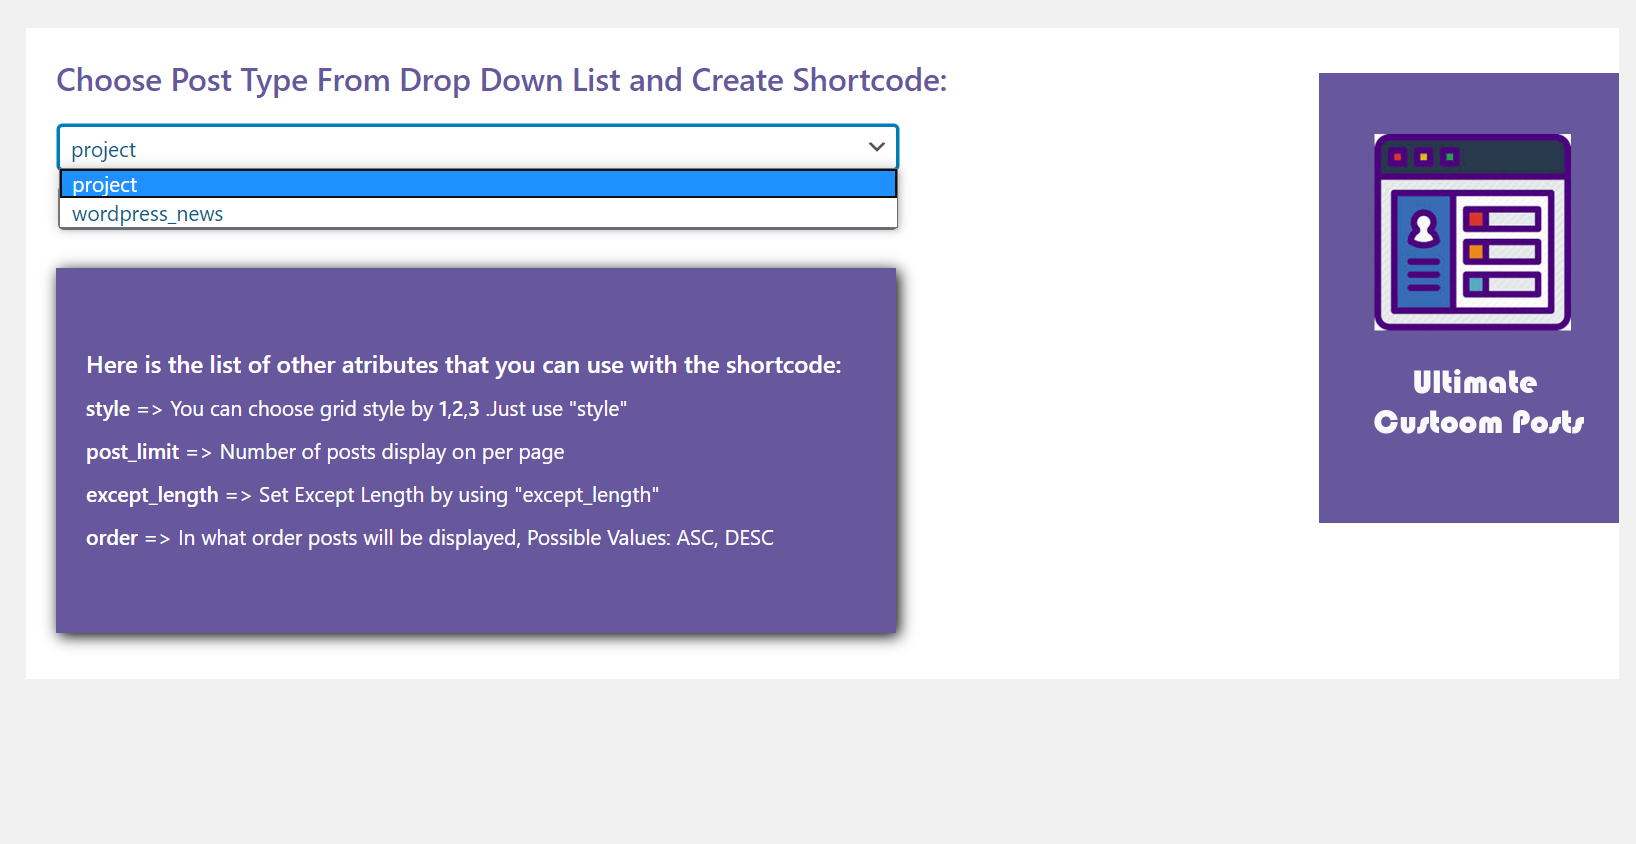 Choose Post Type From Drop Down List and Create Shortcode:
project
project
wordpress_news
Here is the list of other atributes that you can use with the shortcode:
style => You can choose grid style by 1,2,3 .Just use "style"
post_limit => Number of posts display on per page
except_length => Set Except Length by using "except_length"
order => In what order posts will be displayed, Possible Values: ASC, DESC
Ultimate
Custoom Posts